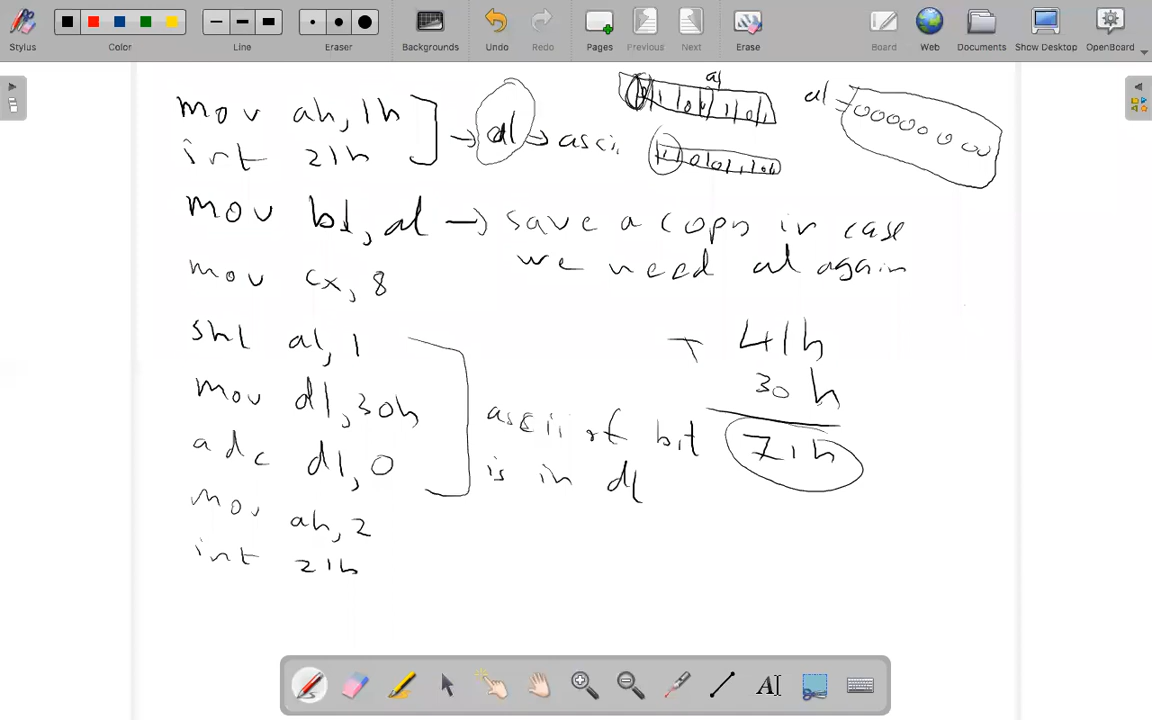 Stylus Color Line Eraser Backgrounds Undo Redo Pages Previous Next Erase Board Web Documents Show Desktop OpenBoard
mov ah, 1h
int 21h
→ al → ascii
al
al =00000000
mov bl, al → save a copy in case
we need al again
mov cx, 8
shl al, 1
mov dl, 30h
adc dl, 0
ascii of bit
is in dl
mov ah, 2
int 21h
+ 41h
30h
71h